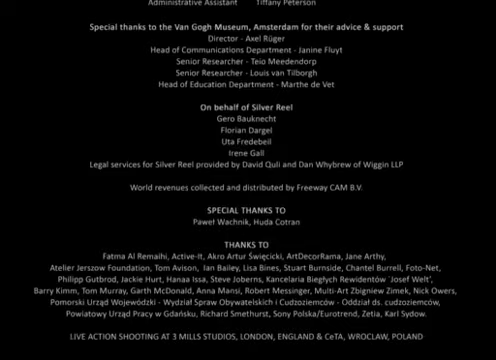 Administrative Assistant Tiffany Peterson
Special thanks to the Van Gogh Museum, Amsterdam for their advice & support
Director - Axel Rüger
Head of Communications Department - Janine Fluyt
Senior Researcher - Teio Meedendorp
Senior Researcher - Louis van Tilborgh
Head of Education Department - Marthe de Vet
On behalf of Silver Reel
Gero Bauknecht
Florian Dargel
Uta Fredebeil
Irene Gall
Legal services for Silver Reel provided by David Quli and Dan Whybrew of Wiggin LLP
World revenues collected and distributed by Freeway CAM B.V.
SPECIAL THANKS TO
Paweł Wachnik, Huda Cotran
THANKS TO
Fatma Al Remaihi, Active-It, Akro Artur Święcicki, ArtDecorRama, Jane Arthy,
Atelier Jerszow Foundation, Tom Avison, Ian Bailey, Lisa Bines, Stuart Burnside, Chantel Burrell, Foto-Net,
Philipp Gutbrod, Jackie Hurt, Hanaa Issa, Steve Joberns, Kancelaria Biegłych Rewidentów ´Josef Welt’,
Barry Kimm, Tom Murray, Garth McDonald, Anna Mansi, Robert Messinger, Multi-Art Zbigniew Zimek, Nick Owers,
Pomorski Urząd Wojewódzki - Wydział Spraw Obywatelskich i Cudzoziemców - Oddział ds. cudzoziemców,
Powiatowy Urząd Pracy w Gdańsku, Richard Smethurst, Sony Polska/Eurotrend, Zetia, Karl Sydow.
LIVE ACTION SHOOTING AT 3 MILLS STUDIOS, LONDON, ENGLAND & CeTA, WROCLAW, POLAND